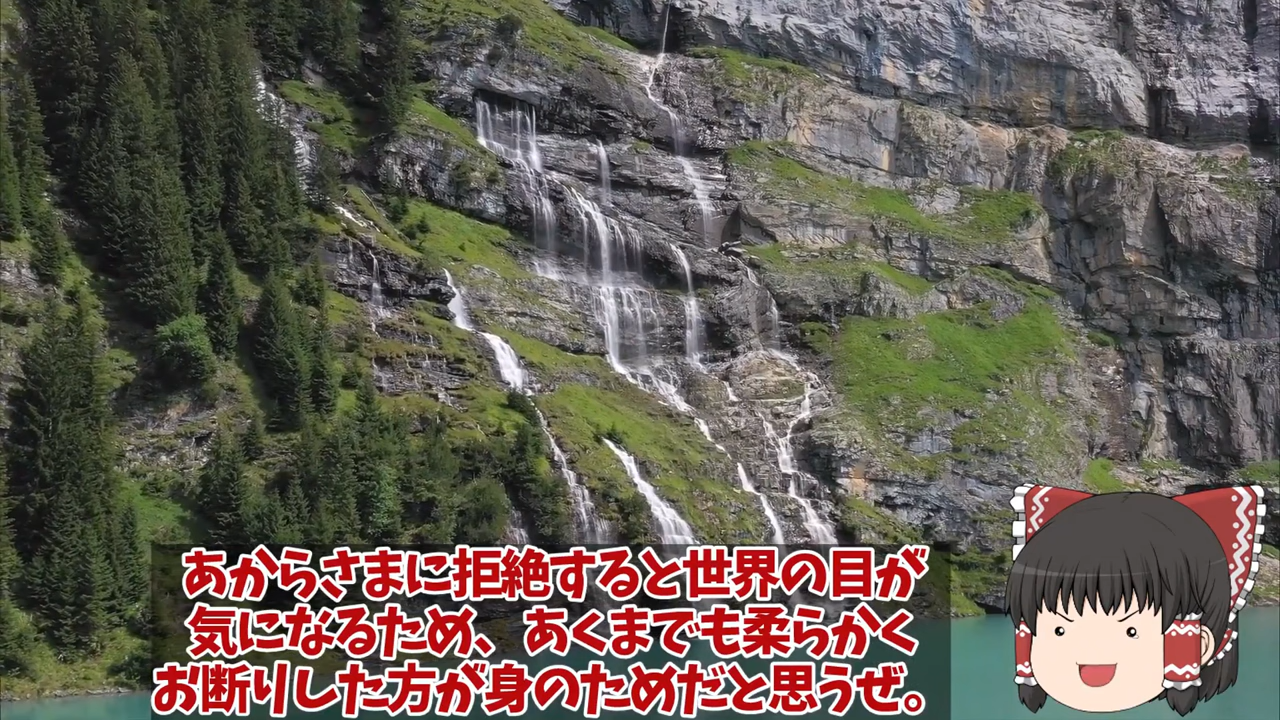 あからさまに拒絶すると世界の目が
気になるため、あくまでも柔らかく
お断りした方が身のためだと思うぜ。